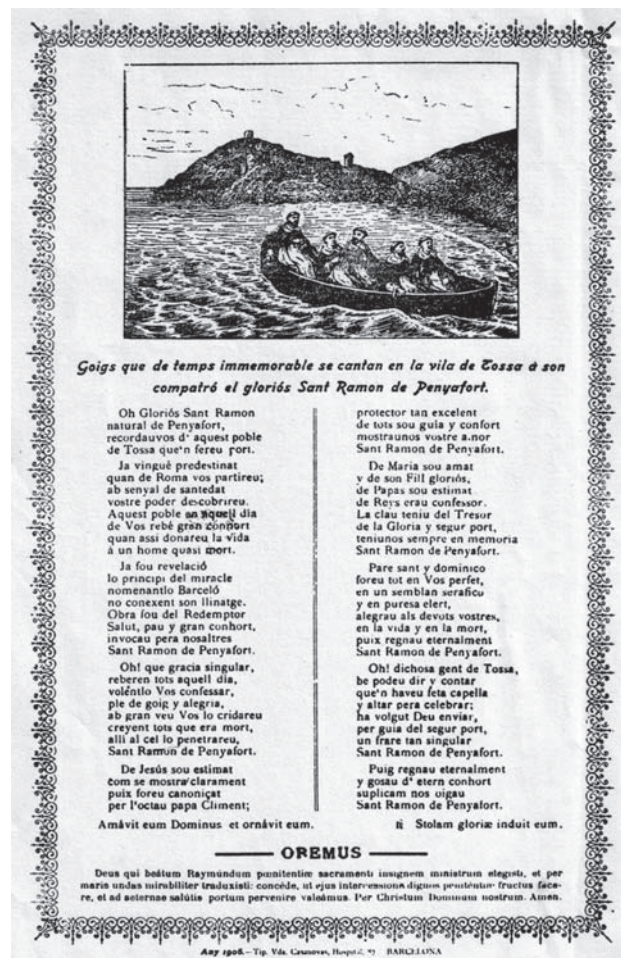 Goigs que de temps immemorable se cantan en la vila de Tossa á son
compatró el gloriós Sant Ramon de Penyafort.
Oh Gloriós Sant Ramon
natural de Penyafort,
recordauvos d' aquest poble
de Tossa que'n fereu port.
Ja vingué predestinat
quan de Roma vos partireu;
ab senyal de santedat
vostre poder descobrireu.
Aquest poble en aquell dia
de Vos rebé gran conhort
quan assi donareu la vida
á un home quasi mort.
Ja fou revelació
lo principi del miracle
nomenantlo Barceló
no conexent son llinatge.
Obra fou del Redemptor
Salut, pau y gran conhort,
invocau pera nosaltres
Sant Ramon de Penyafort.
Oh! que gracia singular,
reberen tots aquell dia,
voléntlo Vos confessar,
ple de goig y alegria,
ab gran veu Vos lo cridareu
creyent tots que era mort,
allí al cel lo penetrareu,
Sant Ramon de Penyafort.
De Jesús sou estimat
com se mostra clarament
puix foreu canoniçat
per l'octau papa Climent;
protector tan excelent
de tots sou guia y confort
mostraunos vostre amor
Sant Ramon de Penyafort.
De Maria sou amat
y de son Fill gloriós,
de Papas sou estimat
de Reys erau confessor.
La clau teniu del Tresor
de la Gloria y segur port,
teniunos sempre en memoria
Sant Ramon de Penyafort.
Pare sant y dominico
foreu tot en Vos perfet,
en un semblan serafico
y en puresa elert,
alegrau als devots vostres,
en la vida y en la mort,
puix regnau eternalment
Sant Ramon de Penyafort.
Oh! dichosa gent de Tossa,
be podeu dir y contar
que'n haveu feta capella
y altar pera celebrar;
ha volgut Deu enviar,
per guia del segur port,
un frare tan singular
Sant Ramon de Penyafort.
Puig regnau eternalment
y gosau d' etern conhort
suplicam nos oigau
Sant Ramon de Penyafort.
Amávit eum Dominus et ornávit eum.
℟ Stolam gloriæ induit eum.
OREMUS
Deus qui beátum Raymúndum pœnitentiæ sacramenti insignem ministrum elegisti, et per
maris undas mirabiliter traduxisti: concéde, ut ejus intercessione dignos pœniténtiæ fructus face-
re, et ad aeternae salútis portum pervenire valeámus. Per Christum Dominum nostrum. Amen.
Any 1906.—Tip. Vda. Casanovas, Hospital, BARCELONA